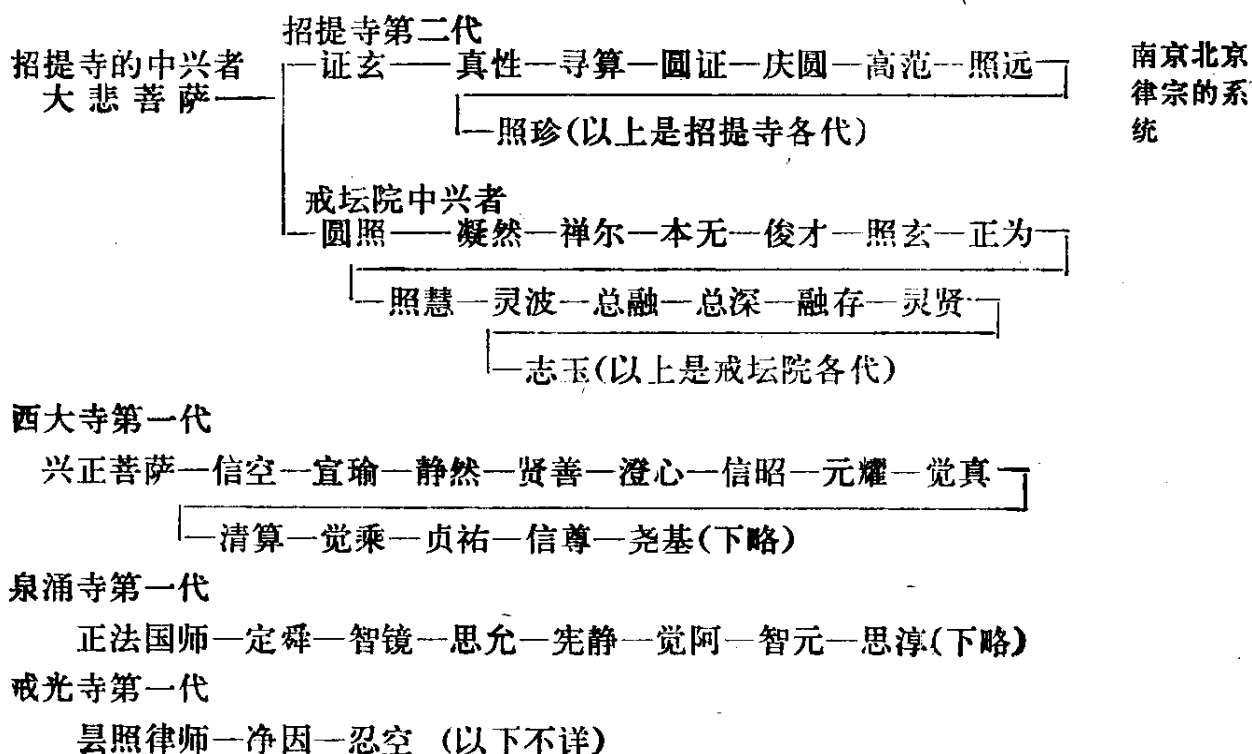 招提寺第二代
招提寺的中兴者
大悲菩萨
证玄—真性—寻算—圆证—庆圆—高范—照远
照珍(以上是招提寺各代)
南京北京
律宗的系
统
戒坛院中兴者
圆照—凝然—禅尔—本无—俊才—照玄—正为
照慧—灵波—总融—总深—融存—灵贤
志玉(以上是戒坛院各代)
西大寺第一代
兴正菩萨—信空—宣瑜—静然—贤善—澄心—信昭—元耀—觉真
清算—觉乘—贞祐—信尊—尧基(下略)
泉涌寺第一代
正法国师—定舜—智镜—思允—宪静—觉阿—智元—思淳(下略)
戒光寺第一代
昙照律师—净因—忍空 (以下不详)